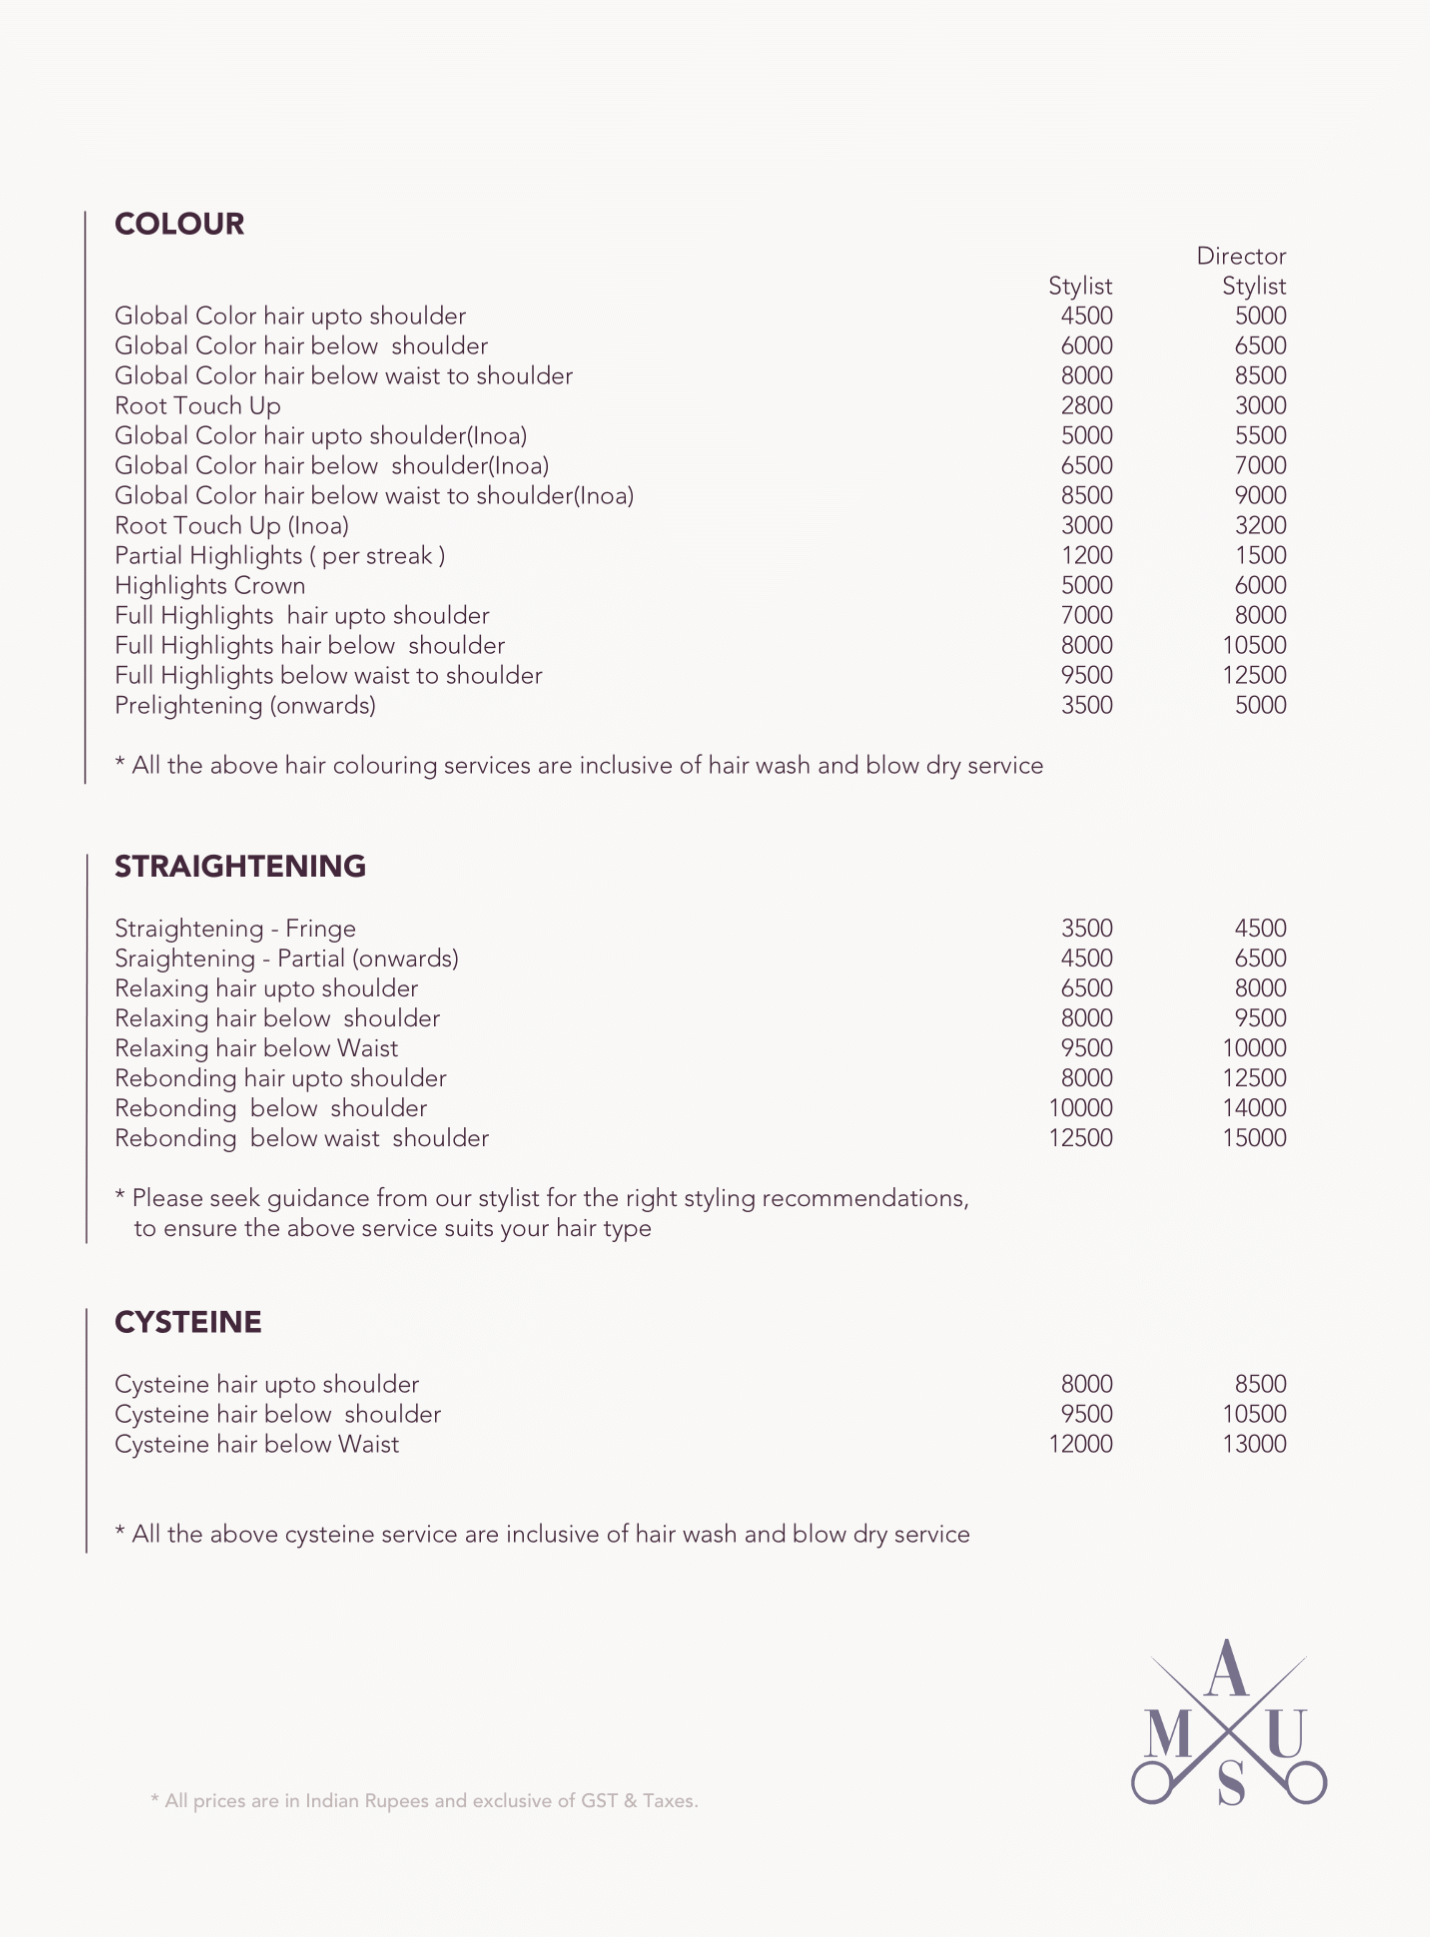 COLOUR
Director
Stylist Stylist
Global Color hair upto shoulder 4500 5000
Global Color hair below  shoulder 6000 6500
Global Color hair below waist to shoulder 8000 8500
Root Touch Up 2800 3000
Global Color hair upto shoulder(Inoa) 5000 5500
Global Color hair below  shoulder(Inoa) 6500 7000
Global Color hair below waist to shoulder(Inoa) 8500 9000
Root Touch Up (Inoa) 3000 3200
Partial Highlights ( per streak ) 1200 1500
Highlights Crown 5000 6000
Full Highlights  hair upto shoulder 7000 8000
Full Highlights hair below  shoulder 8000 10500
Full Highlights below waist to shoulder 9500 12500
Prelightening (onwards) 3500 5000
* All the above hair colouring services are inclusive of hair wash and blow dry service
STRAIGHTENING
Straightening - Fringe 3500 4500
Sraightening - Partial (onwards) 4500 6500
Relaxing hair upto shoulder 6500 8000
Relaxing hair below  shoulder 8000 9500
Relaxing hair below Waist 9500 10000
Rebonding hair upto shoulder 8000 12500
Rebonding  below  shoulder 10000 14000
Rebonding  below waist  shoulder 12500 15000
* Please seek guidance from our stylist for the right styling recommendations,
to ensure the above service suits your hair type
CYSTEINE
Cysteine hair upto shoulder 8000 8500
Cysteine hair below  shoulder 9500 10500
Cysteine hair below Waist 12000 13000
* All the above cysteine service are inclusive of hair wash and blow dry service
A
M U
S
* All prices are in Indian Rupees and exclusive of GST & Taxes.